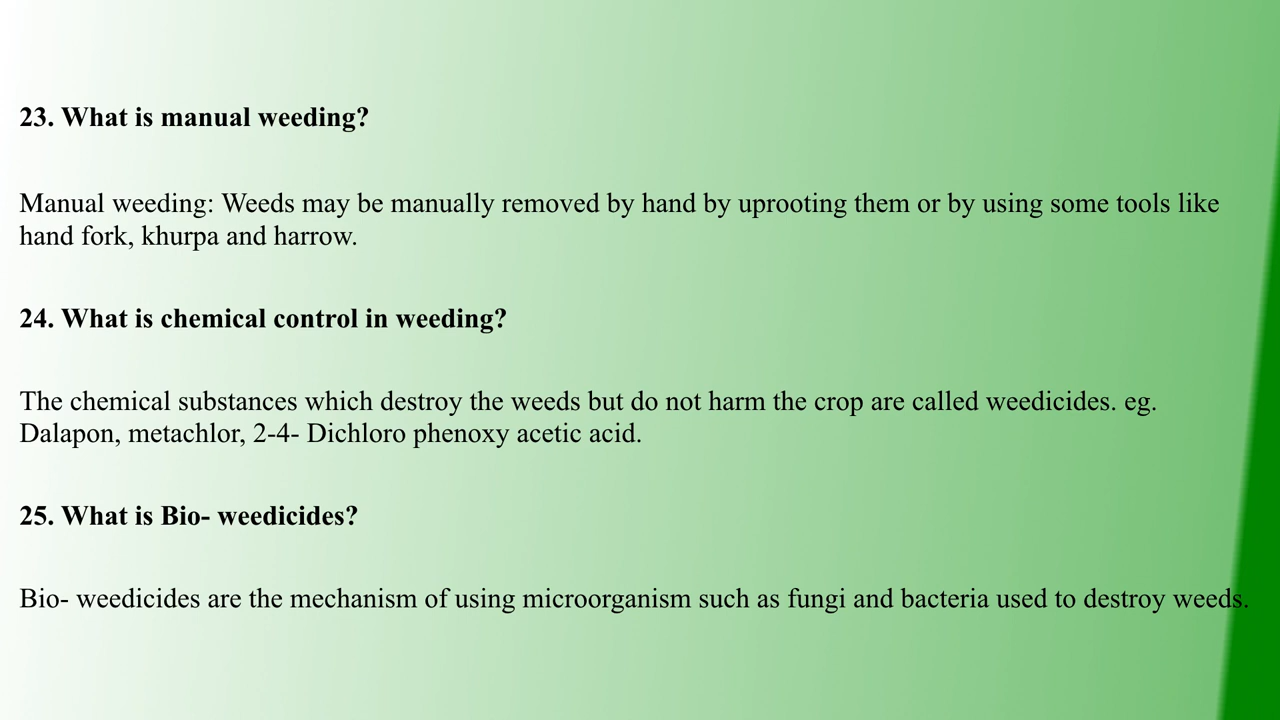 23. What is manual weeding?
Manual weeding: Weeds may be manually removed by hand by uprooting them or by using some tools like
hand fork, khurpa and harrow.
24. What is chemical control in weeding?
The chemical substances which destroy the weeds but do not harm the crop are called weedicides. eg.
Dalapon, metachlor, 2-4- Dichloro phenoxy acetic acid.
25. What is Bio- weedicides?
Bio- weedicides are the mechanism of using microorganism such as fungi and bacteria used to destroy weeds.